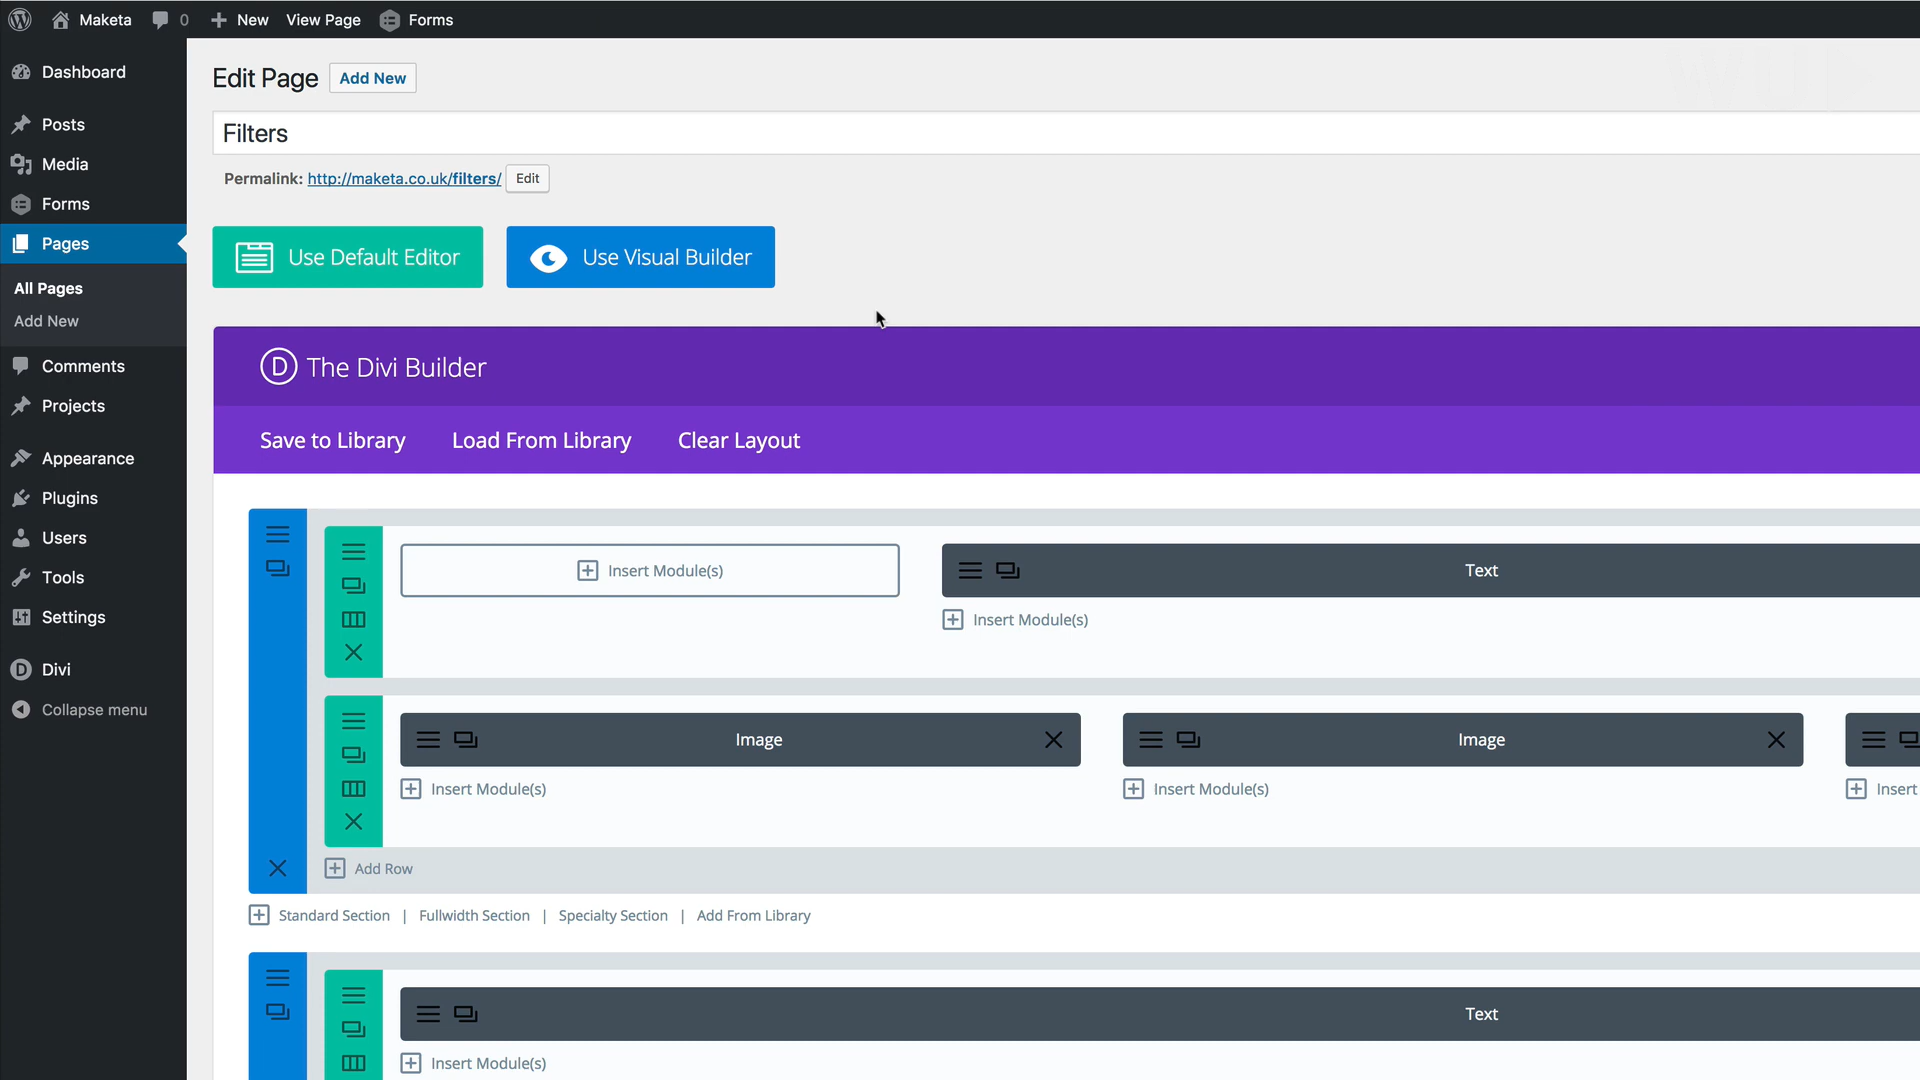 Maketa 0 New View Page Forms
Dashboard
Posts
Media
Forms
Pages
All Pages
Add New
Comments
Projects
Appearance
Plugins
Users
Tools
Settings
Divi
Collapse menu
Edit Page Add New
Filters
Permalink: http://maketa.co.uk/filters/ Edit
Use Default Editor Use Visual Builder
D The Divi Builder
Save to Library Load From Library Clear Layout
Insert Module(s) Text
Insert Module(s)
Image Image
Insert Module(s) Insert Module(s) Insert
Add Row
Standard Section | Fullwidth Section | Specialty Section | Add From Library
Text
Insert Module(s)